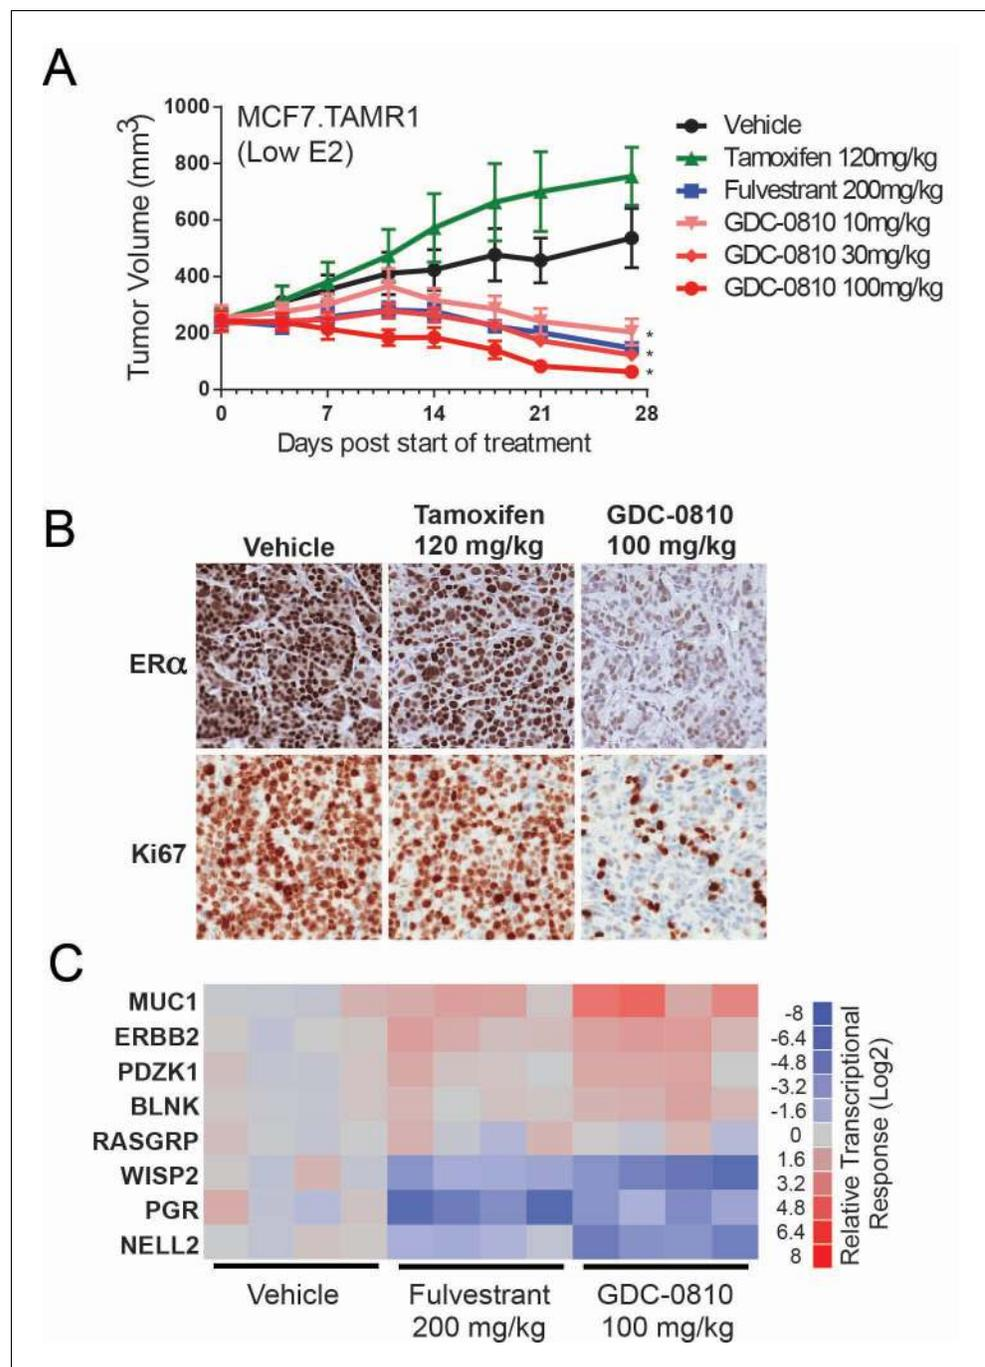 A
1000
800
600
400
200
0
Tumor Volume (mm3)
MCF7.TAMR1
(Low E2)
Vehicle
Tamoxifen 120mg/kg
Fulvestrant 200mg/kg
GDC-0810 10mg/kg
GDC-0810 30mg/kg
GDC-0810 100mg/kg
*
*
*
0 7 14 21 28
Days post start of treatment
B
Vehicle
Tamoxifen
120 mg/kg
GDC-0810
100 mg/kg
ERα
Ki67
C
MUC1
ERBB2
PDZK1
BLNK
RASGRP
WISP2
PGR
NELL2
-8
-6.4
-4.8
-3.2
-1.6
0
1.6
3.2
4.8
6.4
8
Relative Transcriptional
Response (Log2)
Vehicle
Fulvestrant
200 mg/kg
GDC-0810
100 mg/kg